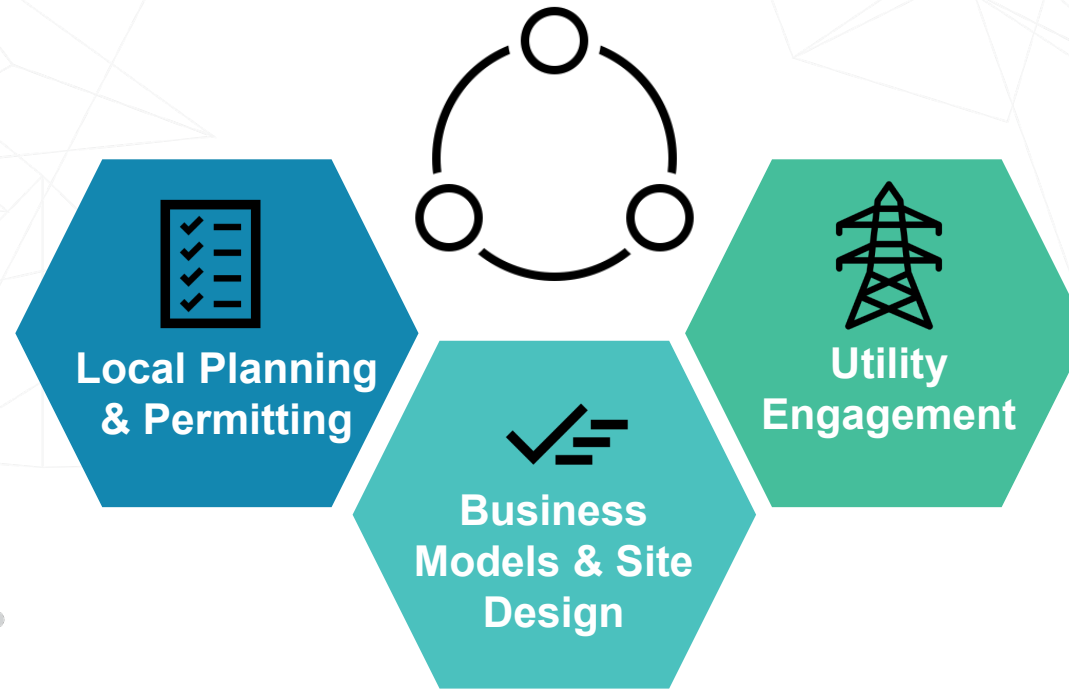 Local Planning
& Permitting
Business
Models & Site
Design
Utility
Engagement